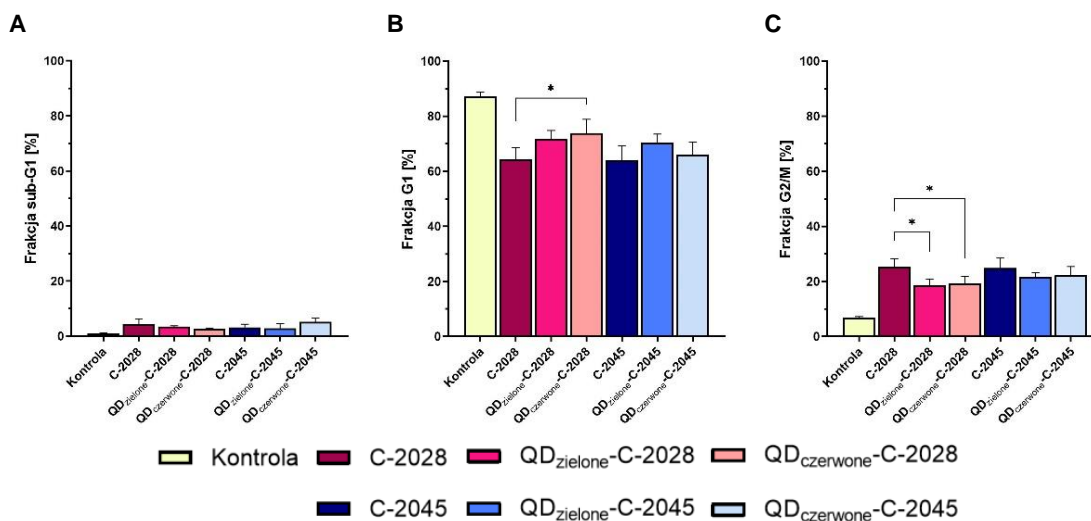 A
Frakcja sub-G1 [%]
100
80
60
40
20
0
Kontrola
C-2028
QDzielone-C-2028
QDczerwone-C-2028
C-2045
QDzielone-C-2045
QDczerwone-C-2045
B
Frakcja G1 [%]
100
80
60
40
20
0
*
Kontrola
C-2028
QDzielone-C-2028
QDczerwone-C-2028
C-2045
QDzielone-C-2045
QDczerwone-C-2045
C
Frakcja G2/M [%]
100
80
60
40
20
0
*
*
Kontrola
C-2028
QDzielone-C-2028
QDczerwone-C-2028
C-2045
QDzielone-C-2045
QDczerwone-C-2045
Kontrola C-2028 QDzielone-C-2028 QDczerwone-C-2028
C-2045 QDzielone-C-2045 QDczerwone-C-2045